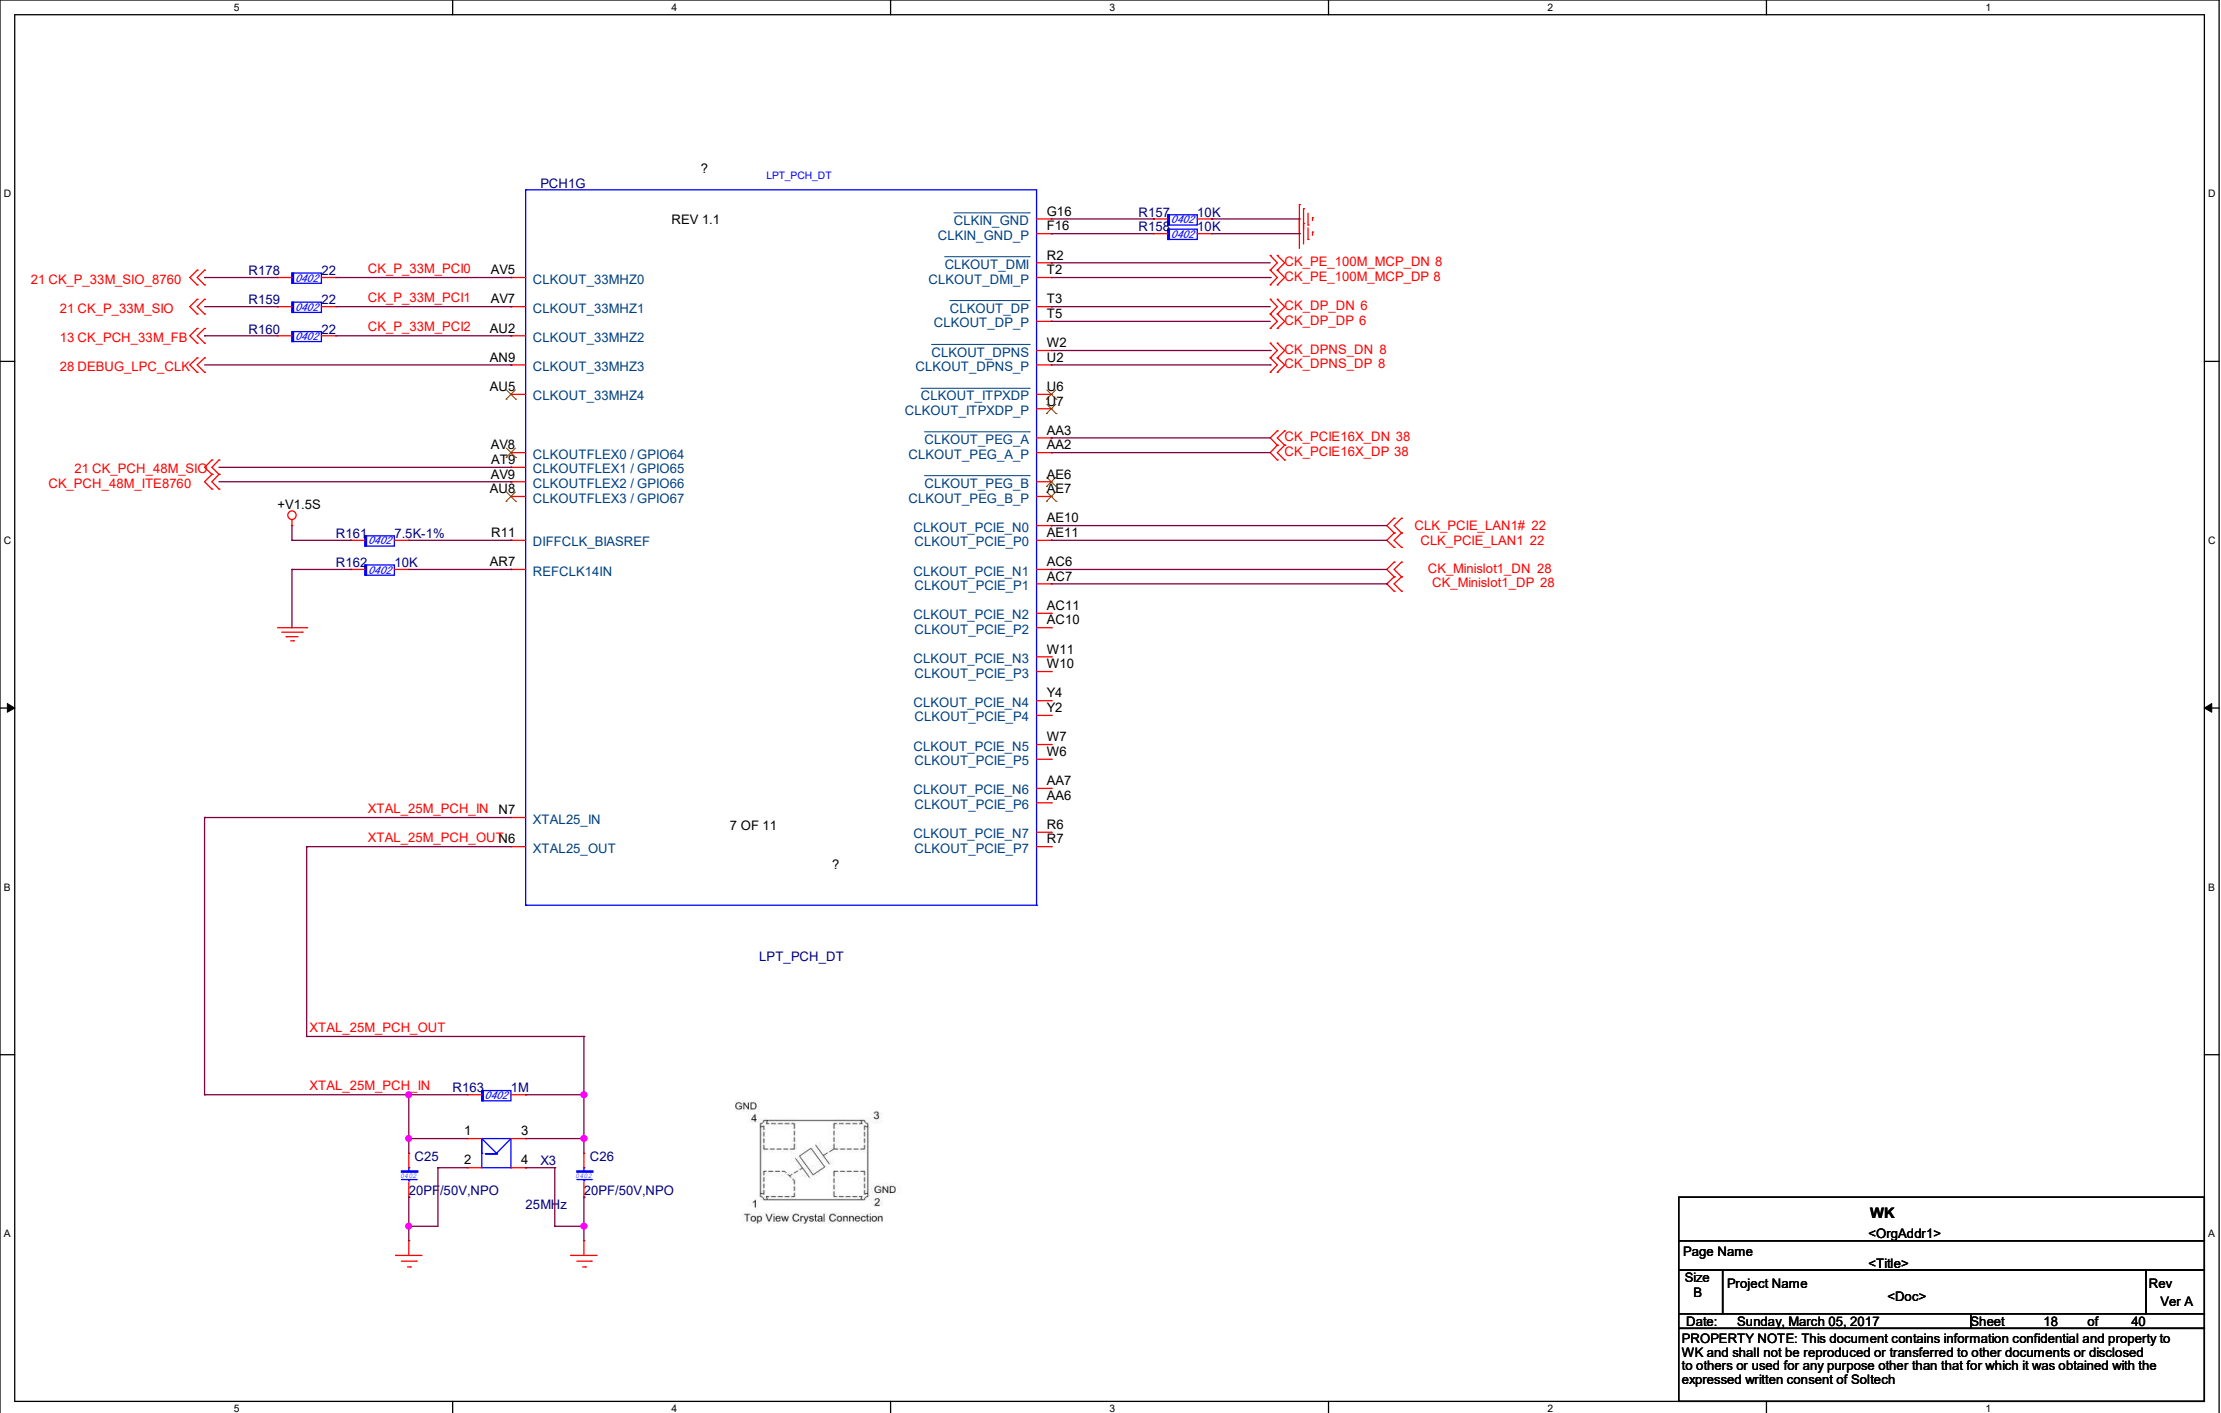 5 4 3 2 1
?
PCH1G
LPT_PCH_DT
D
D
REV 1.1
CLKIN_GND G16 R157 0402 10K
CLKIN_GND_P F16 R158 0402 10K
CLKOUT_DMI R2 CK_PE_100M_MCP_DN 8
CLKOUT_DMI_P T2 CK_PE_100M_MCP_DP 8
21 CK_P_33M_SIO_8760 R178 0402 22 CK_P_33M_PCI0 AV5 CLKOUT_33MHZ0
21 CK_P_33M_SIO R159 0402 22 CK_P_33M_PCI1 AV7 CLKOUT_33MHZ1
CLKOUT_DP T3 CK_DP_DN 6
CLKOUT_DP_P T5 CK_DP_DP 6
13 CK_PCH_33M_FB R160 0402 22 CK_P_33M_PCI2 AU2 CLKOUT_33MHZ2
CLKOUT_DPNS W2 CK_DPNS_DN 8
CLKOUT_DPNS_P U2 CK_DPNS_DP 8
28 DEBUG_LPC_CLK AN9 CLKOUT_33MHZ3
AU5 CLKOUT_33MHZ4
CLKOUT_ITPXDP U6
CLKOUT_ITPXDP_P U7
CLKOUT_PEG_A AA3 CK_PCIE16X_DN 38
CLKOUT_PEG_A_P AA2 CK_PCIE16X_DP 38
AV8 CLKOUTFLEX0 / GPIO64
21 CK_PCH_48M_SIO AT9 CLKOUTFLEX1 / GPIO65
CK_PCH_48M_ITE8760 AV9 CLKOUTFLEX2 / GPIO66
AU8 CLKOUTFLEX3 / GPIO67
CLKOUT_PEG_B AE6
CLKOUT_PEG_B_P AE7
+V1.5S
C
C
R161 0402 7.5K-1% R11 DIFFCLK_BIASREF
R162 0402 10K AR7 REFCLK14IN
CLKOUT_PCIE_N0 AE10 CLK_PCIE_LAN1# 22
CLKOUT_PCIE_P0 AE11 CLK_PCIE_LAN1 22
CLKOUT_PCIE_N1 AC6 CK_Minislot1_DN 28
CLKOUT_PCIE_P1 AC7 CK_Minislot1_DP 28
CLKOUT_PCIE_N2 AC11
CLKOUT_PCIE_P2 AC10
CLKOUT_PCIE_N3 W11
CLKOUT_PCIE_P3 W10
CLKOUT_PCIE_N4 Y4
CLKOUT_PCIE_P4 Y2
CLKOUT_PCIE_N5 W7
CLKOUT_PCIE_P5 W6
CLKOUT_PCIE_N6 AA7
CLKOUT_PCIE_P6 AA6
CLKOUT_PCIE_N7 R6
CLKOUT_PCIE_P7 R7
XTAL_25M_PCH_IN N7 XTAL25_IN
7 OF 11
XTAL_25M_PCH_OUT N6 XTAL25_OUT
?
B
B
LPT_PCH_DT
XTAL_25M_PCH_OUT
XTAL_25M_PCH_IN R163 0402 1M
1 3
2 4 X3
C25 0402 20PF/50V,NPO
C26 0402 20PF/50V,NPO
25MHz
GND
4 3
GND
1 2
Top View Crystal Connection
A
A
WK
<OrgAddr1>
Page Name
<Title>
Size
B
Project Name
<Doc>
Rev
Ver A
Date: Sunday, March 05, 2017 Sheet 18 of 40
PROPERTY NOTE: This document contains information confidential and property to
WK and shall not be reproduced or transferred to other documents or disclosed
to others or used for any purpose other than that for which it was obtained with the
expressed written consent of Soltech
5 4 3 2 1